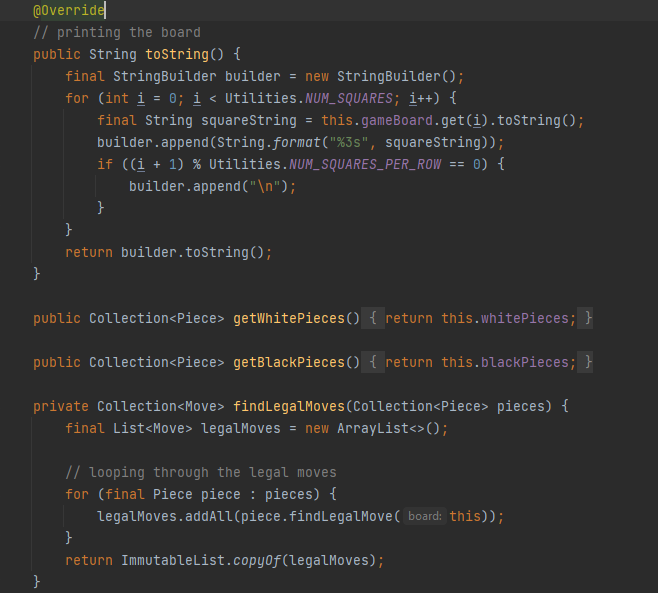 @Override
// printing the board
public String toString() {
final StringBuilder builder = new StringBuilder();
for (int i = 0; i < Utilities.NUM_SQUARES; i++) {
final String squareString = this.gameBoard.get(i).toString();
builder.append(String.format("%3s", squareString));
if ((i + 1) % Utilities.NUM_SQUARES_PER_ROW == 0) {
builder.append("\n");
}
}
return builder.toString();
}
public Collection<Piece> getWhitePieces() { return this.whitePieces; }
public Collection<Piece> getBlackPieces() { return this.blackPieces; }
private Collection<Move> findLegalMoves(Collection<Piece> pieces) {
final List<Move> legalMoves = new ArrayList<>();
// looping through the legal moves
for (final Piece piece : pieces) {
legalMoves.addAll(piece.findLegalMove( board: this));
}
return ImmutableList.copyOf(legalMoves);
}